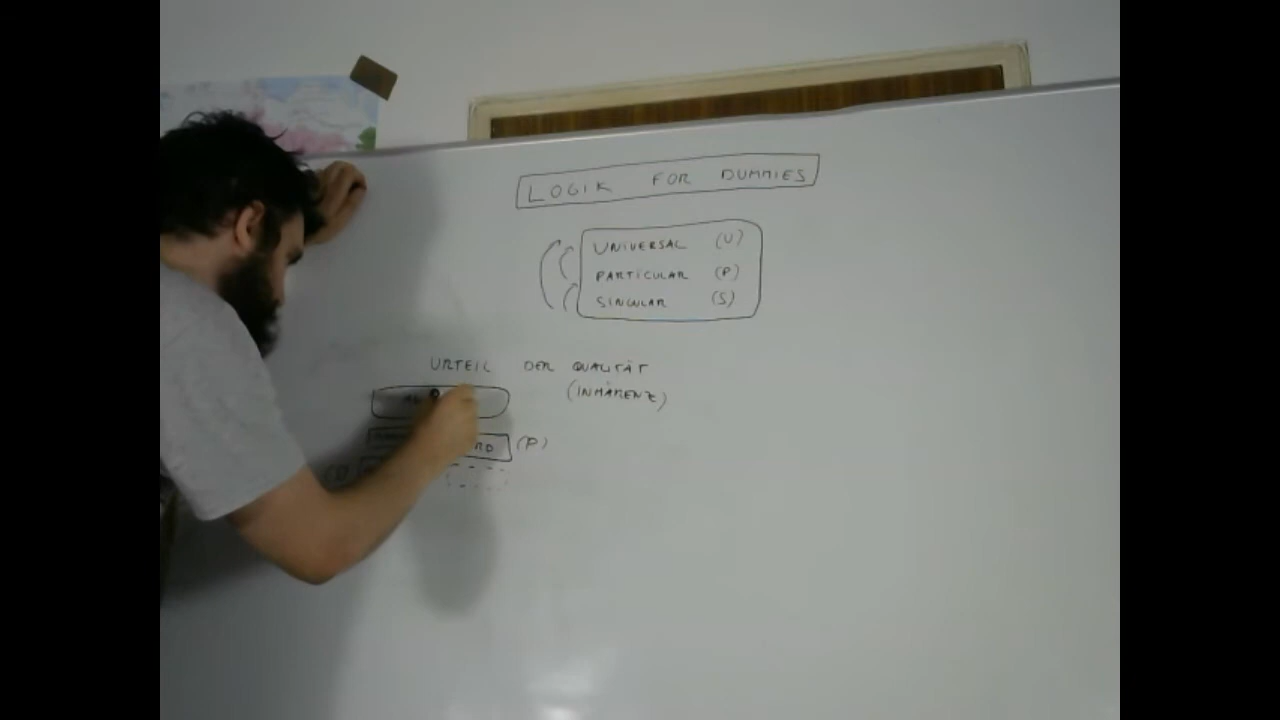 LOGIK FOR DUMMIES
UNIVERSAL (U)
PARTICULAR (P)
SINGULAR (S)
URTEIL DER QUALITÄT
(INHÄRENZ)
(P)